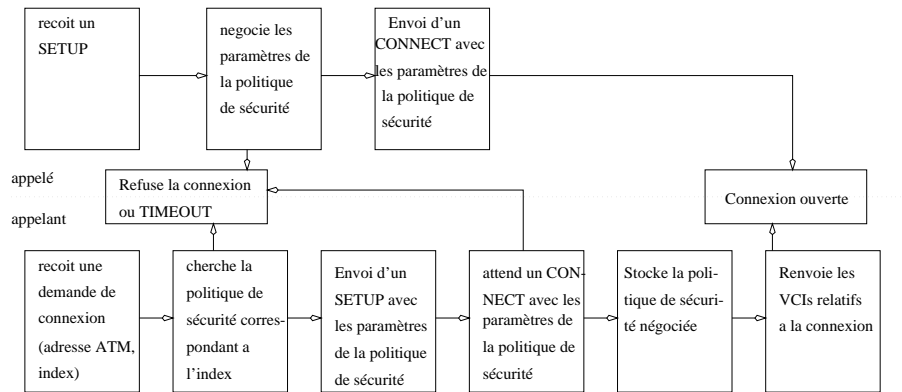 recoit un
SETUP
negocie les
paramètres de
la politique
de sécurité
Envoi d'un
CONNECT avec
les paramètres de
la politique de
sécurité
appelé
Refuse la connexion
ou TIMEOUT
Connexion ouverte
appelant
recoit une
demande de
connexion
(adresse ATM,
index)
cherche la
politique de
sécurité corres-
pondant a
l'index
Envoi d'un
SETUP avec
les paramètres
de la politique
de sécurité
attend un CON-
NECT avec les
paramètres de
la politique de
sécurité
Stocke la poli-
tique de sécuri-
té négociée
Renvoie les
VCIs relatifs
a la connexion